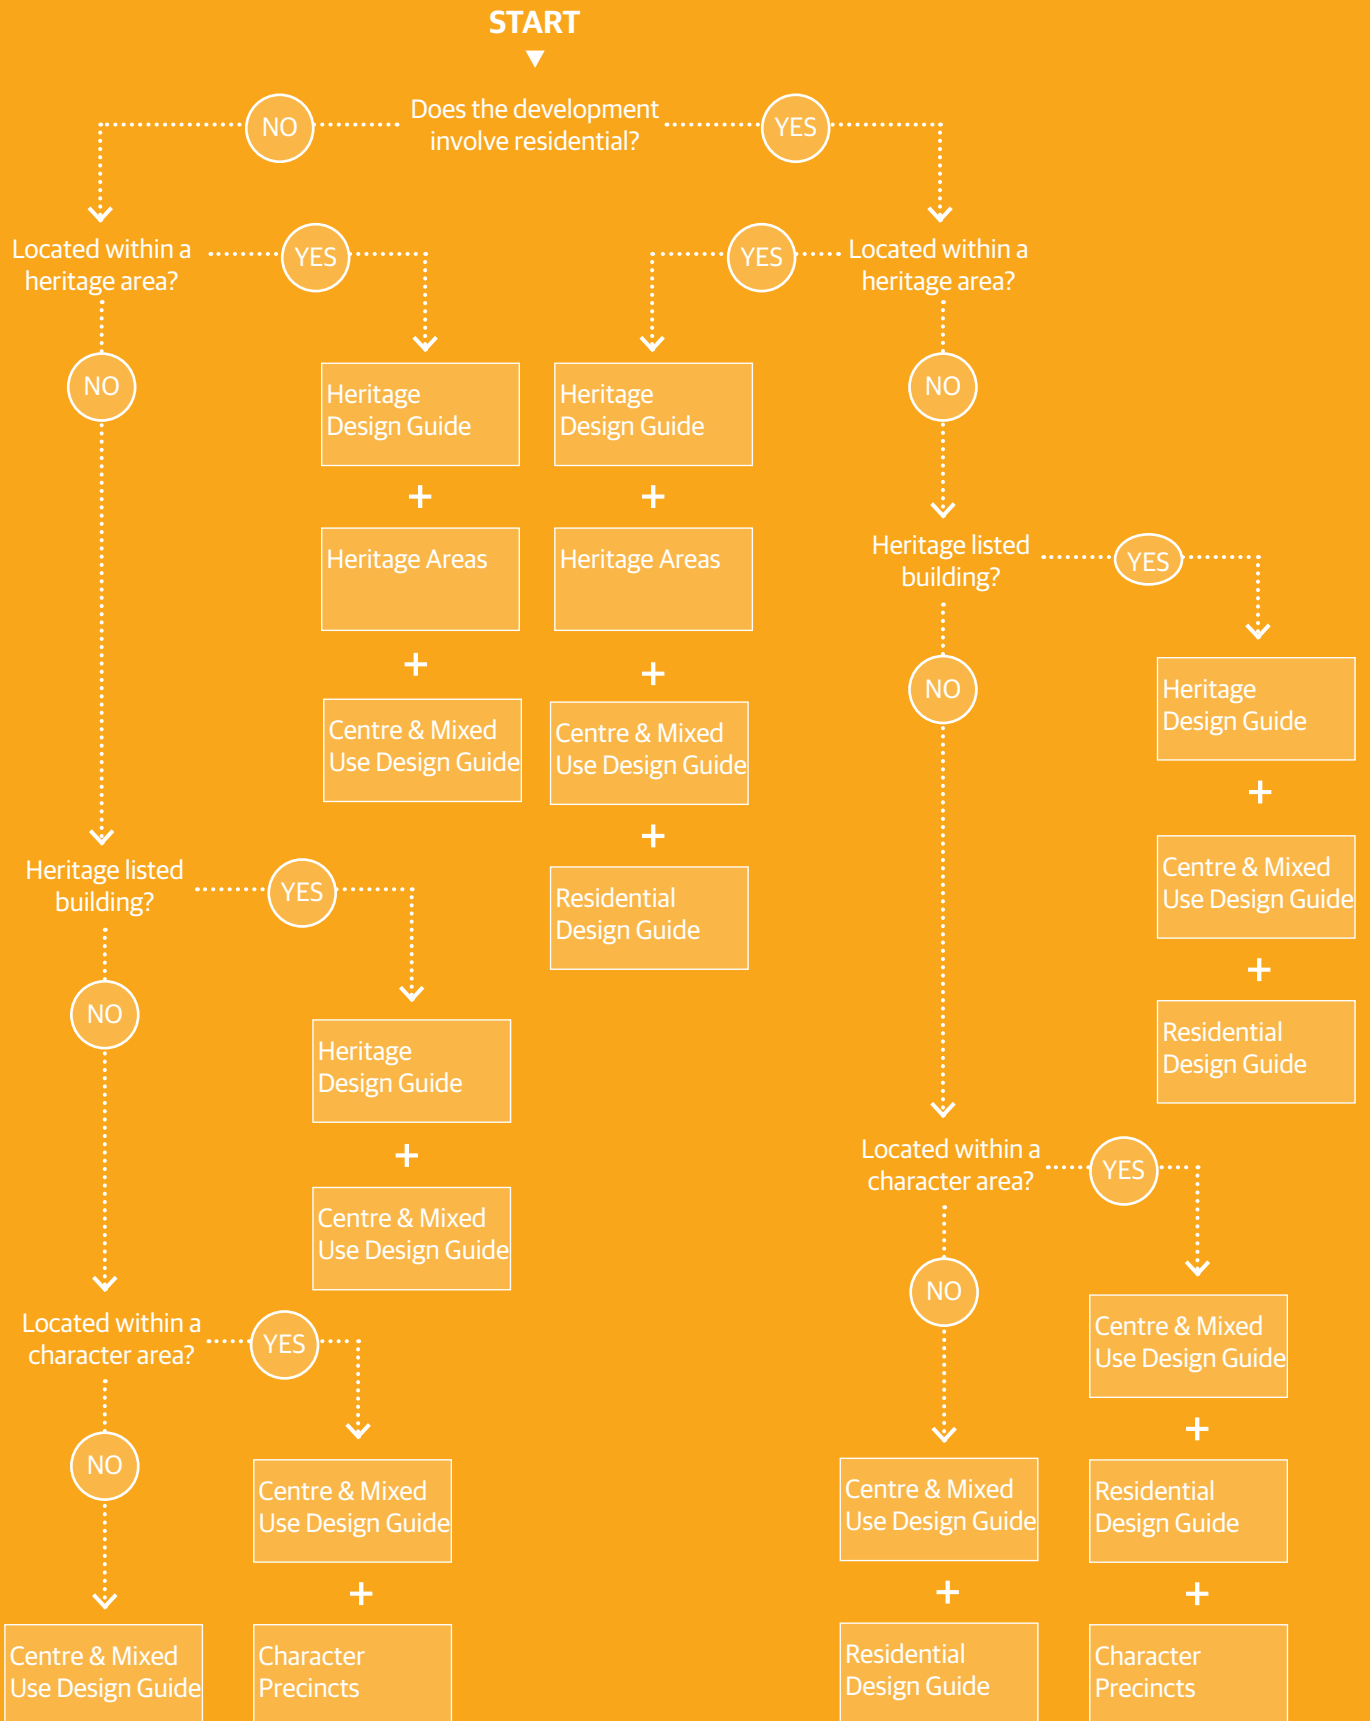 START
Does the development
involve residential?
NO
YES
Located within a
heritage area?
YES
YES
Located within a
heritage area?
NO
Heritage
Design Guide
Heritage
Design Guide
NO
+
+
Heritage Areas
Heritage Areas
Heritage listed
building?
YES
+
+
NO
Heritage
Design Guide
Centre & Mixed
Use Design Guide
Centre & Mixed
Use Design Guide
+
+
Heritage listed
building?
YES
Residential
Design Guide
Centre & Mixed
Use Design Guide
+
NO
Heritage
Design Guide
Residential
Design Guide
+
Located within a
character area?
YES
Centre & Mixed
Use Design Guide
NO
Located within a
character area?
YES
Centre & Mixed
Use Design Guide
+
NO
Centre & Mixed
Use Design Guide
Centre & Mixed
Use Design Guide
Residential
Design Guide
+
+
+
Centre & Mixed
Use Design Guide
Character
Precincts
Residential
Design Guide
Character
Precincts